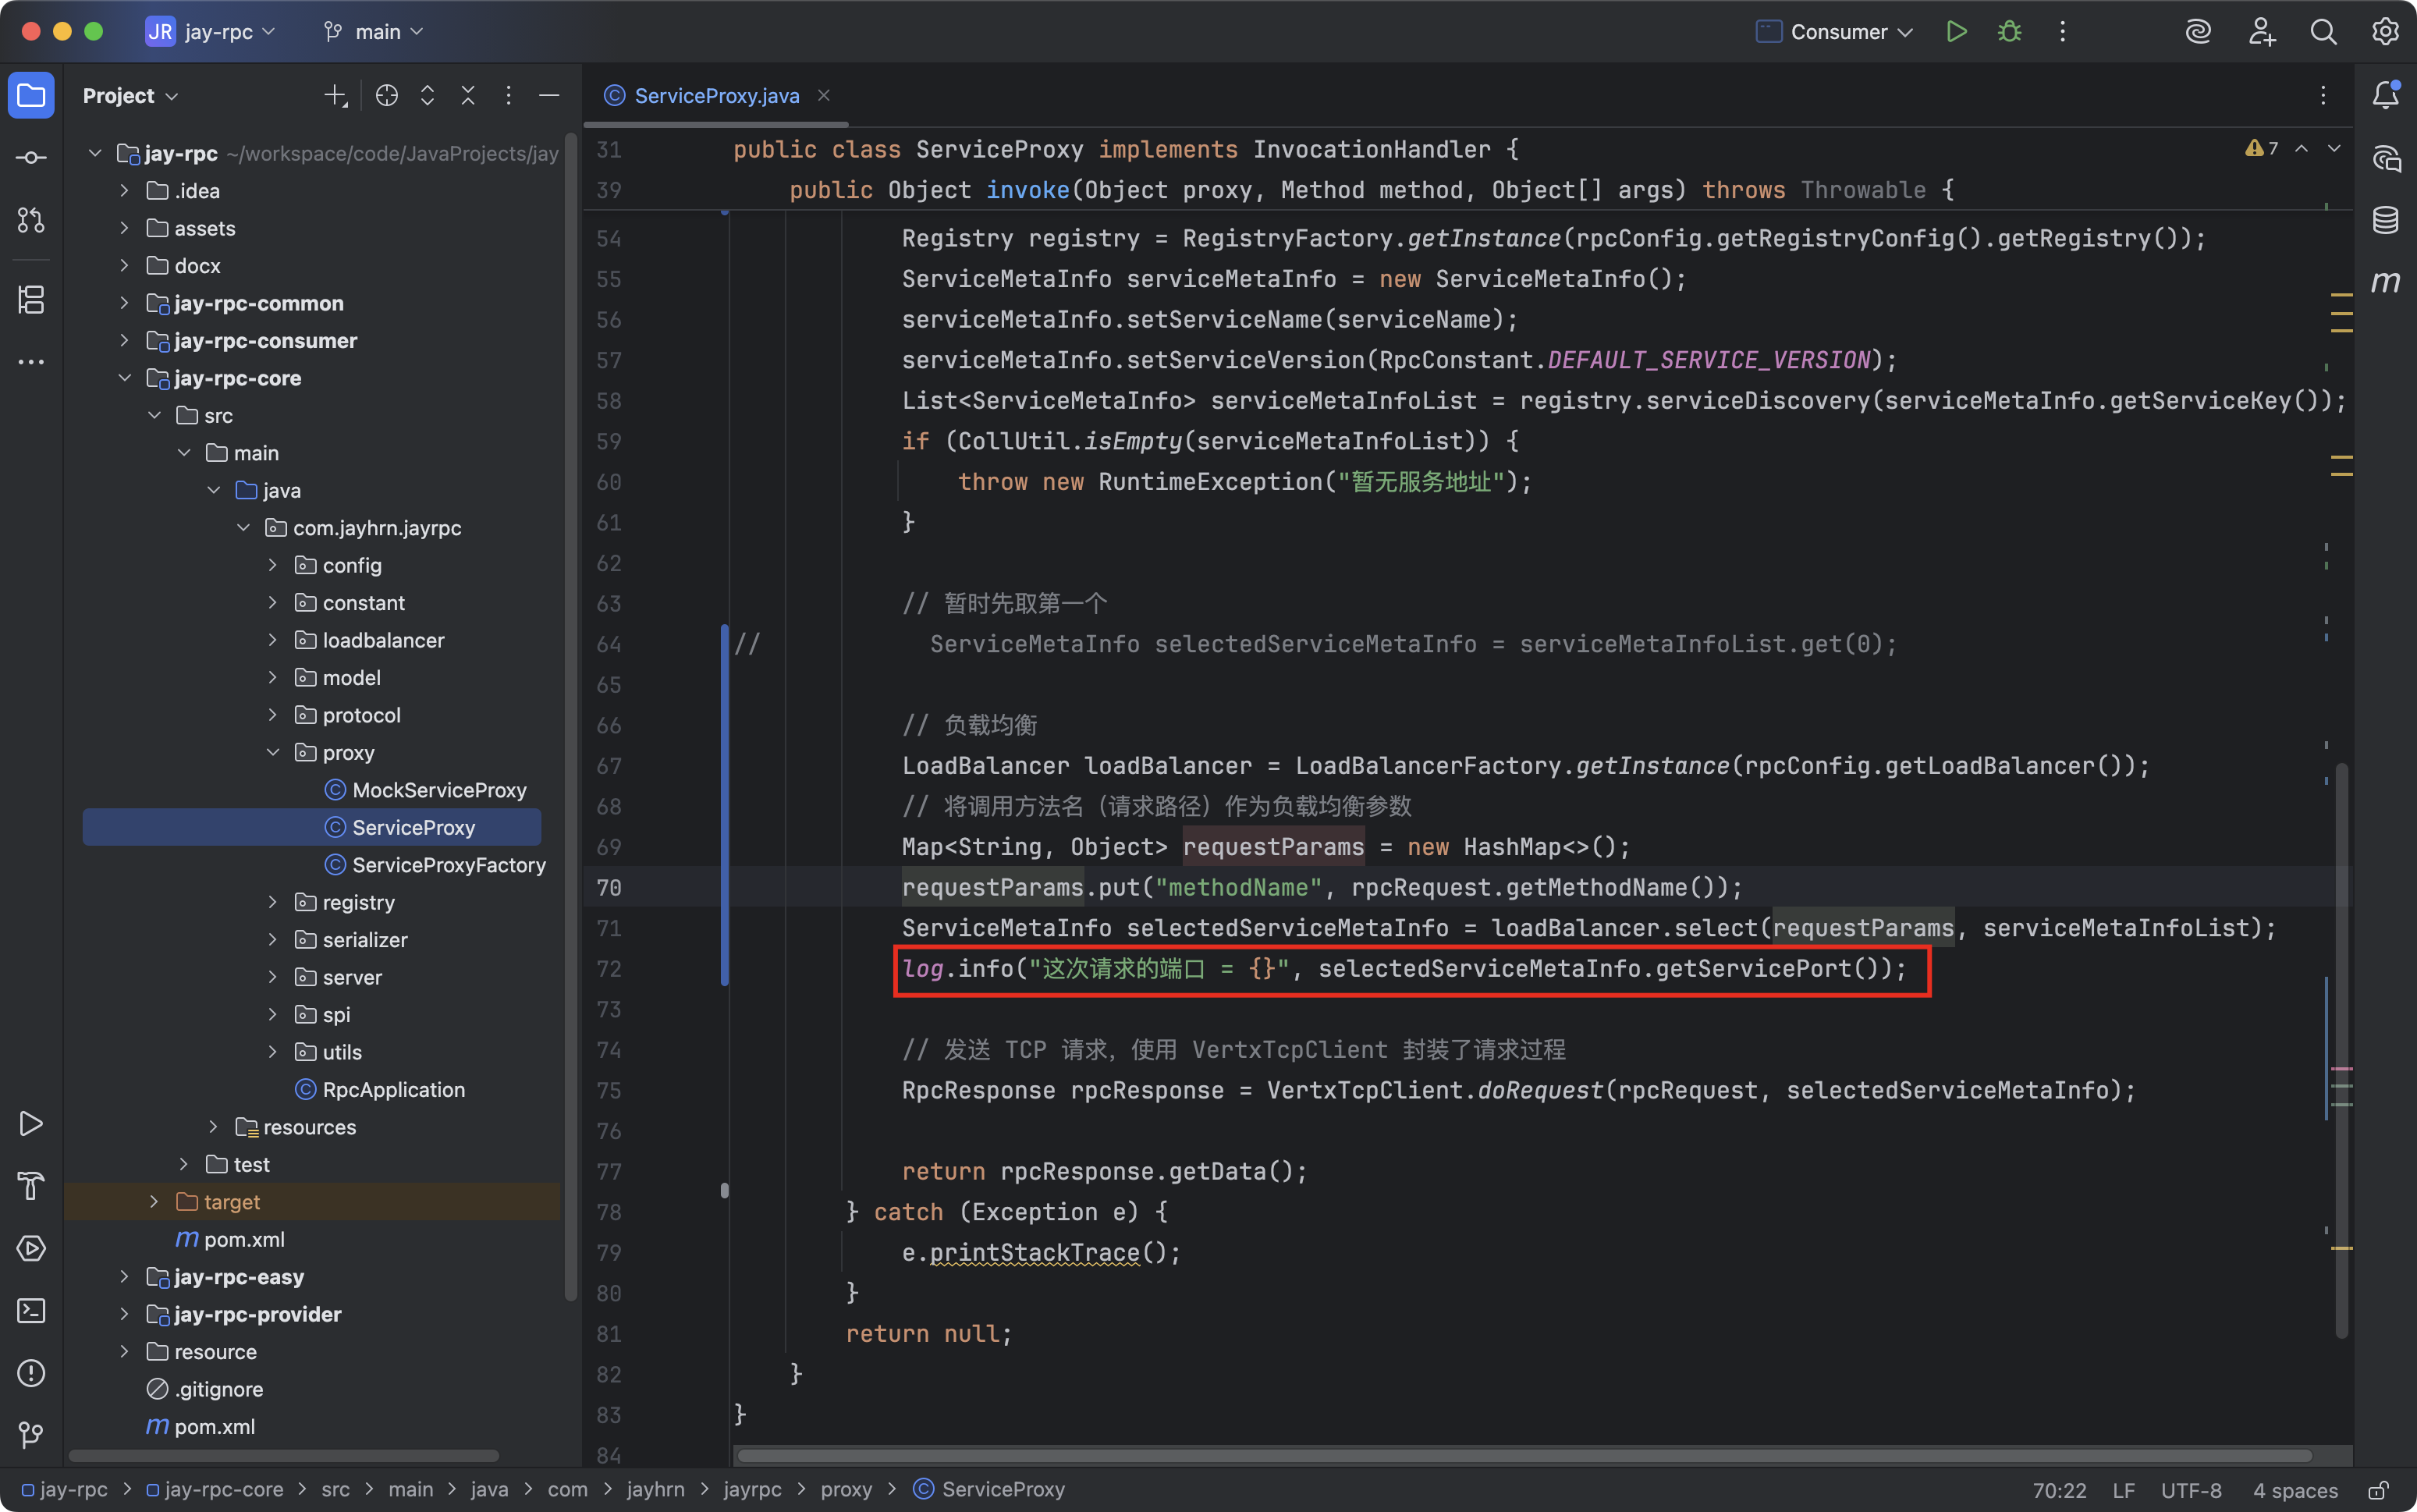 JR jay-rpc main Consumer
Project
ServiceProxy.java
jay-rpc ~/workspace/code/JavaProjects/jay
.idea
assets
docx
jay-rpc-common
jay-rpc-consumer
jay-rpc-core
src
main
java
com.jayhrn.jayrpc
config
constant
loadbalancer
model
protocol
proxy
MockServiceProxy
ServiceProxy
ServiceProxyFactory
registry
serializer
server
spi
utils
RpcApplication
resources
test
target
m pom.xml
jay-rpc-easy
jay-rpc-provider
resource
.gitignore
m pom.xml
31 public class ServiceProxy implements InvocationHandler {
7
39 public Object invoke(Object proxy, Method method, Object[] args) throws Throwable {
54 Registry registry = RegistryFactory.getInstance(rpcConfig.getRegistryConfig().getRegistry());
55 ServiceMetaInfo serviceMetaInfo = new ServiceMetaInfo();
56 serviceMetaInfo.setServiceName(serviceName);
57 serviceMetaInfo.setServiceVersion(RpcConstant.DEFAULT_SERVICE_VERSION);
58 List<ServiceMetaInfo> serviceMetaInfoList = registry.serviceDiscovery(serviceMetaInfo.getServiceKey());
59 if (CollUtil.isEmpty(serviceMetaInfoList)) {
60 throw new RuntimeException("暂无服务地址");
61 }
62
63 // 暂时先取第一个
64 // ServiceMetaInfo selectedServiceMetaInfo = serviceMetaInfoList.get(0);
65
66 // 负载均衡
67 LoadBalancer loadBalancer = LoadBalancerFactory.getInstance(rpcConfig.getLoadBalancer());
68 // 将调用方法名（请求路径）作为负载均衡参数
69 Map<String, Object> requestParams = new HashMap<>();
70 requestParams.put("methodName", rpcRequest.getMethodName());
71 ServiceMetaInfo selectedServiceMetaInfo = loadBalancer.select(requestParams, serviceMetaInfoList);
72 log.info("这次请求的端口 = {}", selectedServiceMetaInfo.getServicePort());
73
74 // 发送 TCP 请求，使用 VertxTcpClient 封装了请求过程
75 RpcResponse rpcResponse = VertxTcpClient.doRequest(rpcRequest, selectedServiceMetaInfo);
76
77 return rpcResponse.getData();
78 } catch (Exception e) {
79 e.printStackTrace();
80 }
81 return null;
82 }
83 }
84
m
jay-rpc > jay-rpc-core > src > main > java > com > jayhrn > jayrpc > proxy > ServiceProxy
70:22 LF UTF-8 4 spaces